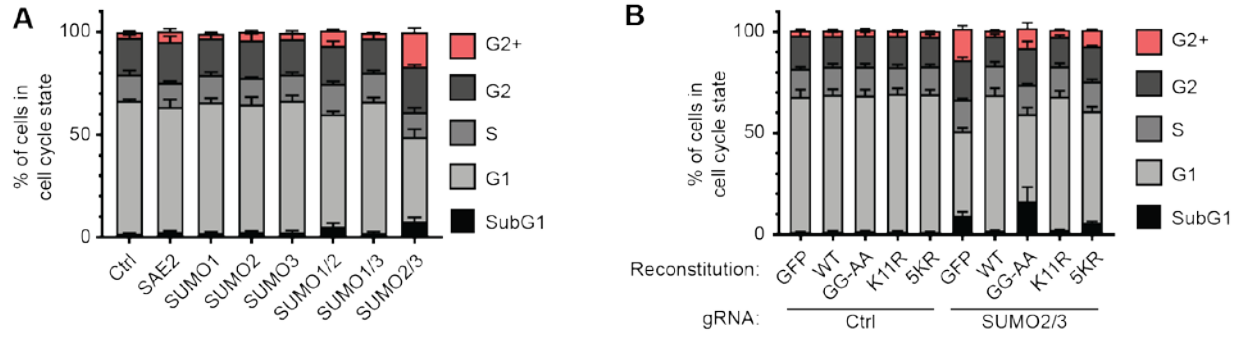 A
% of cells in
cell cycle state
100
50
0
Ctrl
SAE2
SUMO1
SUMO2
SUMO3
SUMO1/2
SUMO1/3
SUMO2/3
G2+
G2
S
G1
SubG1
B
% of cells in
cell cycle state
100
50
0
Reconstitution:
GFP
WT
GG-AA
K11R
5KR
GFP
WT
GG-AA
K11R
5KR
gRNA:
Ctrl
SUMO2/3
G2+
G2
S
G1
SubG1